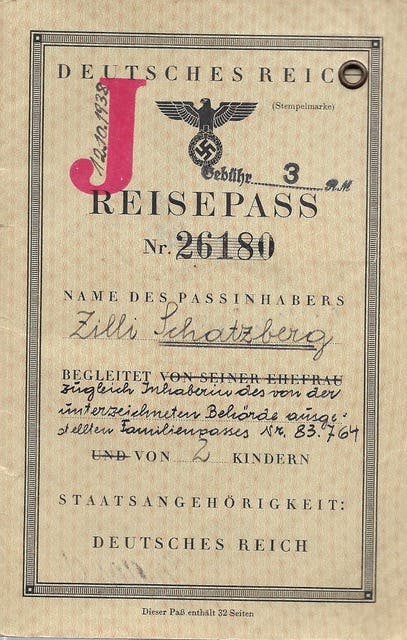 DEUTSCHES REIC
J
12.10.1938
(Stempelmarke)
Gebühr 3 RM
REISEPASS
Nr. 26180
NAME DES PASSINHABERS
Zilli Schatzberg
BEGLEITET VON SEINER EHEFRAU
zugleich Inhaberin des von der
unterzeichneten Behörde ausge-
stellten Familienpasses Nr. 83.764
UND VON 2 KINDERN
STAATSANGEHÖRIGKEIT:
DEUTSCHES REICH
Dieser Paß enthält 32 Seiten